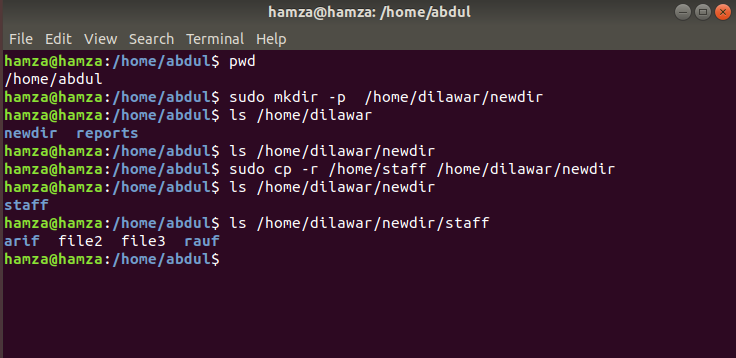 hamza@hamza: /home/abdul
File Edit View Search Terminal Help
hamza@hamza:/home/abdul$ pwd
/home/abdul
hamza@hamza:/home/abdul$ sudo mkdir -p  /home/dilawar/newdir
hamza@hamza:/home/abdul$ ls /home/dilawar
newdir  reports
hamza@hamza:/home/abdul$ ls /home/dilawar/newdir
hamza@hamza:/home/abdul$ sudo cp -r /home/staff /home/dilawar/newdir
hamza@hamza:/home/abdul$ ls /home/dilawar/newdir
staff
hamza@hamza:/home/abdul$ ls /home/dilawar/newdir/staff
arif  file2  file3  rauf
hamza@hamza:/home/abdul$